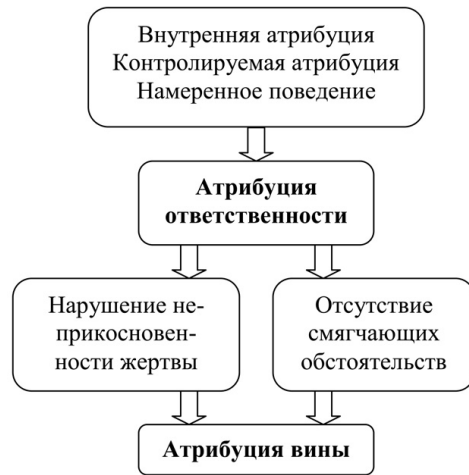 Внутренняя атрибуция
Контролируемая атрибуция
Намеренное поведение
Атрибуция
ответственности
Нарушение не-
прикосновен-
ности жертвы
Отсутствие
смягчающих
обстоятельств
Атрибуция вины